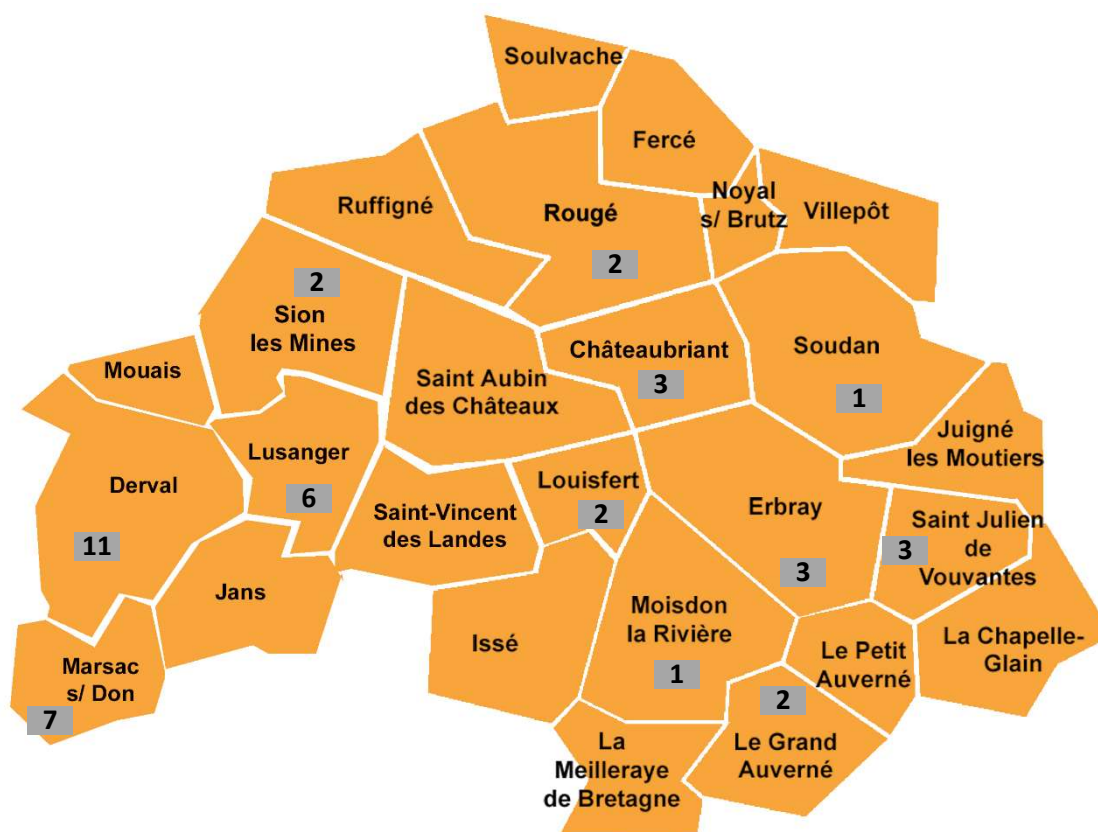 Soulvache
Fercé
Noyal
s/ Brutz
Villepôt
Ruffigné
Rougé
2
2
Sion
les Mines
Mouais
Châteaubriant
3
Soudan
1
Saint Aubin
des Châteaux
Juigné
les Moutiers
Lusanger
6
Derval
11
Louisfert
2
Saint-Vincent
des Landes
Erbray
3
Saint Julien
de
Vouvantes
3
Jans
Issé
Moisdon
la Rivière
1
Le Petit
Auverné
La Chapelle-
Glain
Marsac
s/ Don
7
2
Le Grand
Auverné
La
Meilleraye
de Bretagne